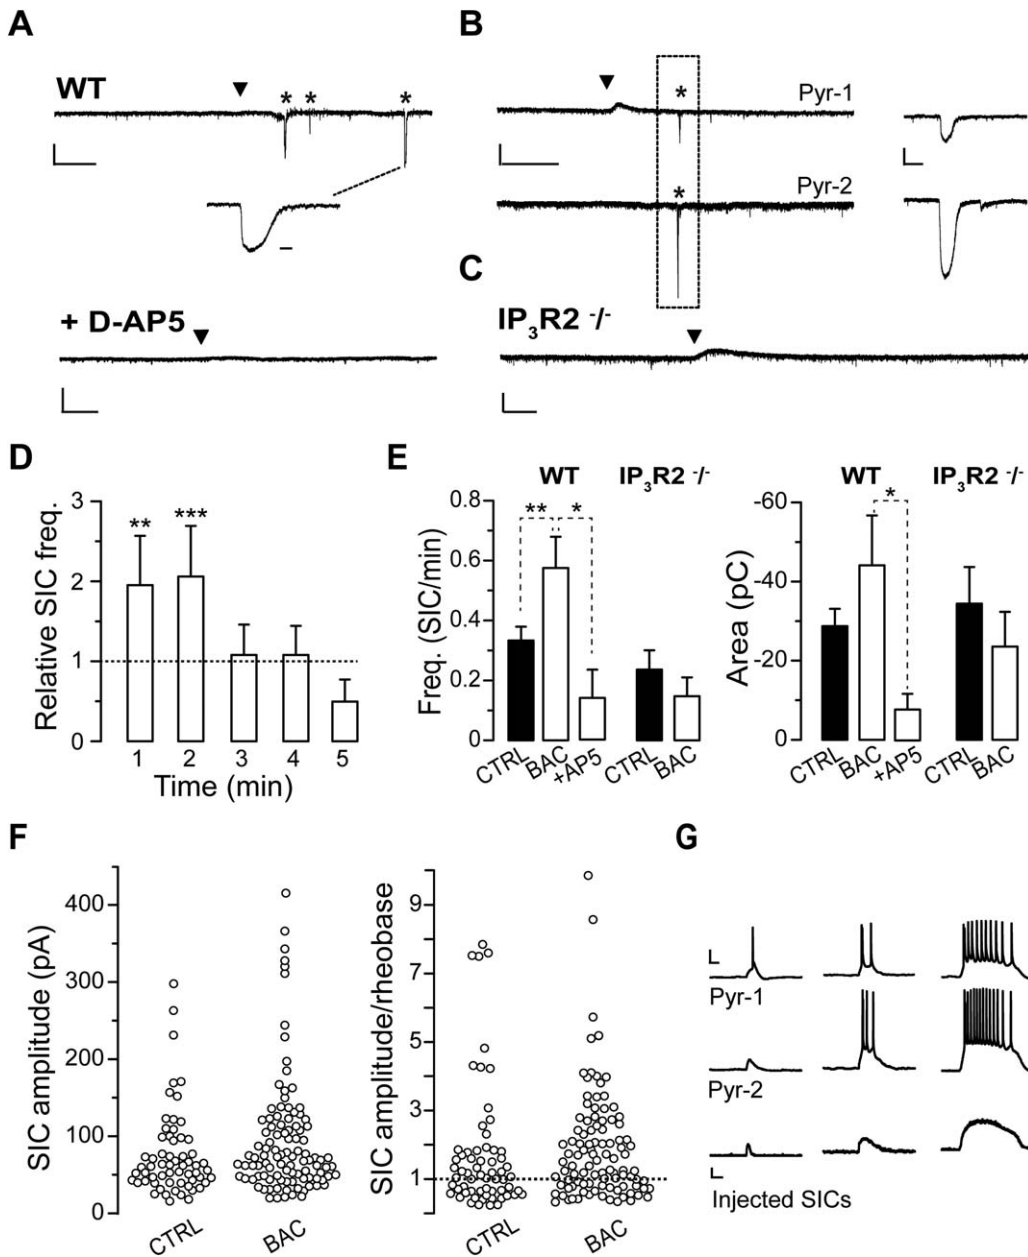 A
WT
* * *
+ D-AP5
B
*
Pyr-1
*
Pyr-2
C
IP3R2 -/-
D
Relative SIC freq.
3
2
1
0
** ***
1 2 3 4 5
Time (min)
E
WT IP3R2 -/-
Freq. (SIC/min)
0.8
0.6
0.4
0.2
0
** *
CTRL BAC +AP5 CTRL BAC
WT IP3R2 -/-
Area (pC)
-60
-40
-20
-0
*
CTRL BAC +AP5 CTRL BAC
F
SIC amplitude (pA)
400
300
200
100
0
CTRL BAC
SIC amplitude/rheobase
9
7
5
3
1
CTRL BAC
G
Pyr-1
Pyr-2
Injected SICs